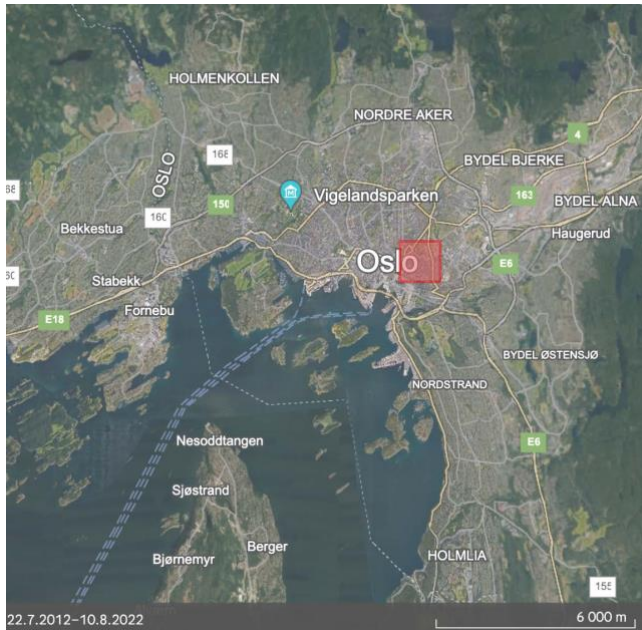 HOLMENKOLLEN
NORDRE AKER
4
168
BYDEL BJERKE
OSLO
163
150
Vigelandsparken
BYDEL ALNA
160
Bekkestua
Haugerud
Oslo
E6
Stabekk
Fornebu
E18
BYDEL ØSTENSJØ
NORDSTRAND
Nesoddtangen
E6
Sjøstrand
Berger
HOLMLIA
Bjørnemyr
155
22.7.2012–10.8.2022
6 000 m